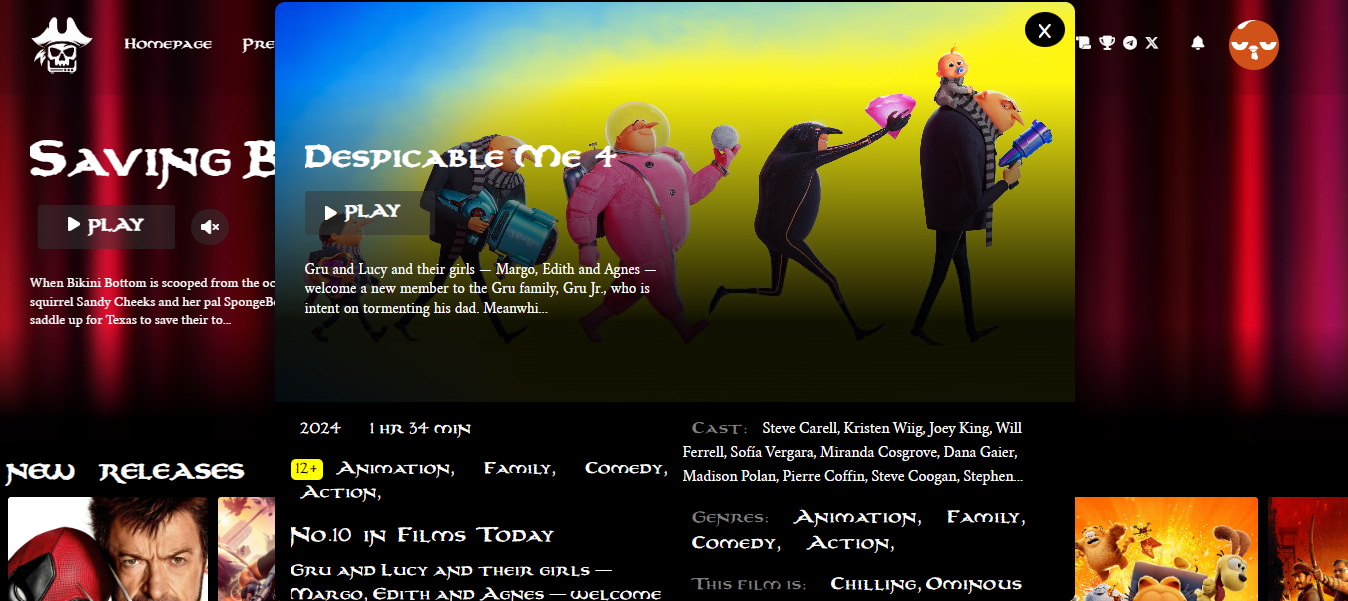 Homepage
X
Saving
PLAY
When Bikini Bottom is scooped from the
squirrel Sandy Cheeks and her pal
saddle up for Texas to save their to...
NEW RELEASES
Despicable Me 4
PLAY
Gru and Lucy and their girls — Margo, Edith and Agnes —
welcome a new member to the Gru family, Gru Jr., who is
intent on tormenting his dad. Meanwhi...
2024 1 hr 34 min
12+ Animation, Family, Comedy,
Action,
No.10 in Films Today
Gru and Lucy and their girls —
Margo, Edith and Agnes — welcome
Cast: Steve Carell, Kristen Wiig, Joey King, Will
Ferrell, Sofía Vergara, Miranda Cosgrove, Dana Gaier,
Madison Polan, Pierre Coffin, Steve Coogan, Stephen...
Genres: Animation, Family,
Comedy, Action,
This film is: Chilling, Ominous